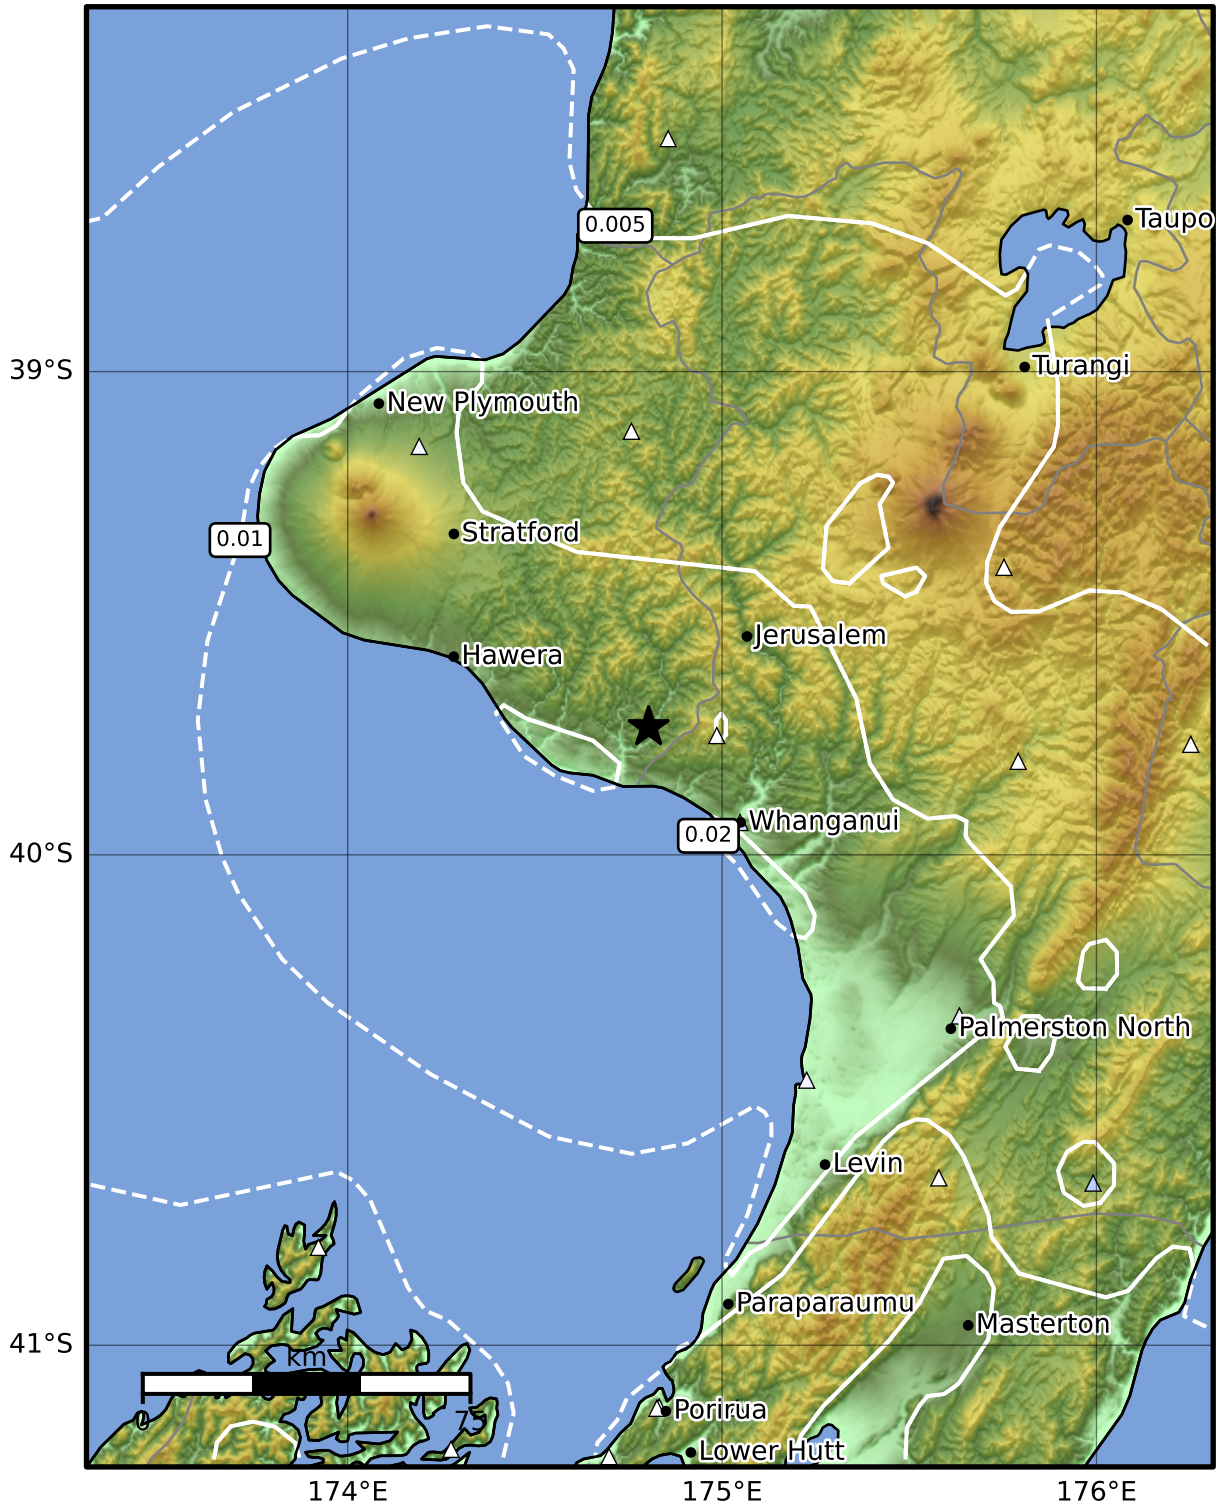 0.005
Taupo
39°S
Turangi
New Plymouth
Stratford
0.01
Jerusalem
Hawera
Whanganui
0.02
40°S
Palmerston North
Levin
Paraparaumu
Masterton
41°S
km
0
75
Porirua
Lower Hutt
174°E
175°E
176°E